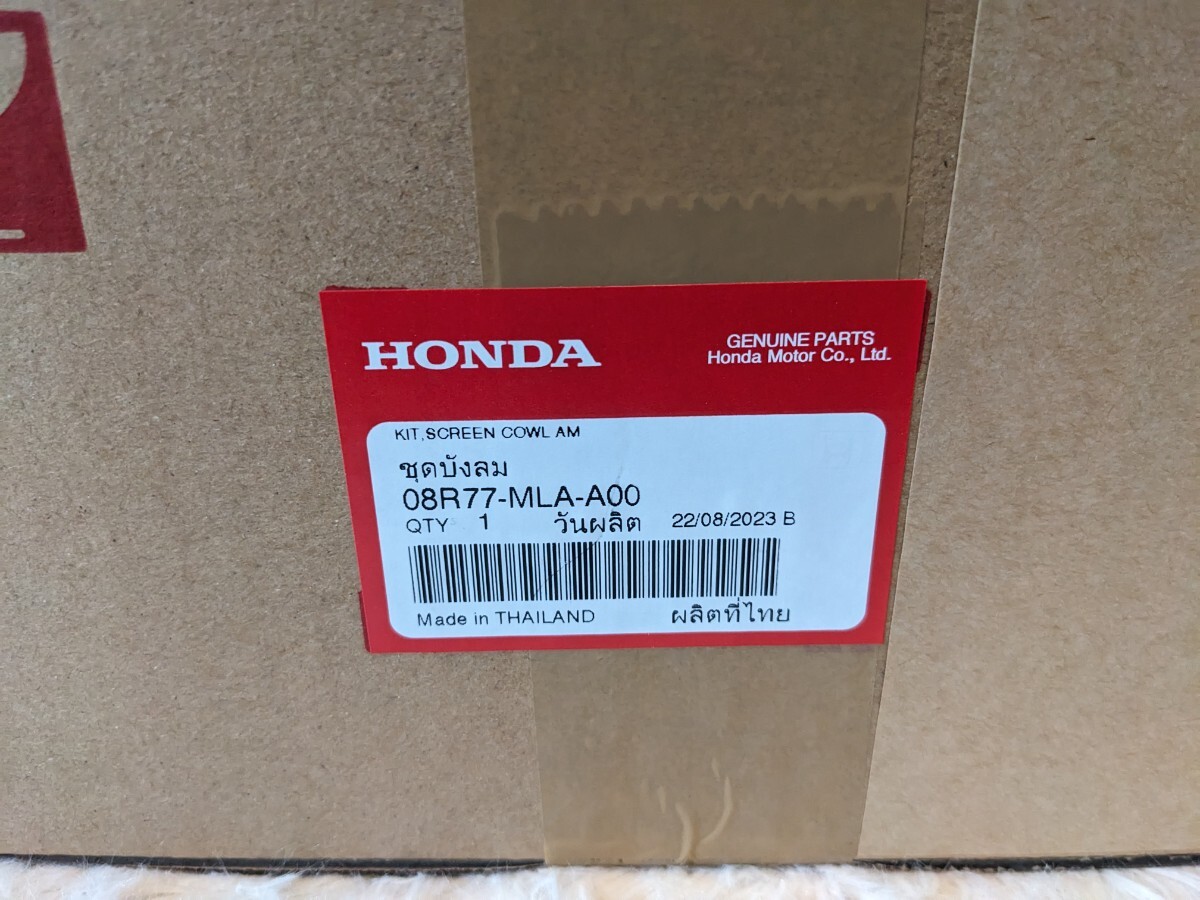 HONDA
GENUINE PARTS
Honda Motor Co., Ltd.
KIT,SCREEN COWL AM
ชุดบังลม
08R77-MLA-A00
QTY 1 วันผลิต 22/08/2023 B
Made in THAILAND ผลิตที่ไทย